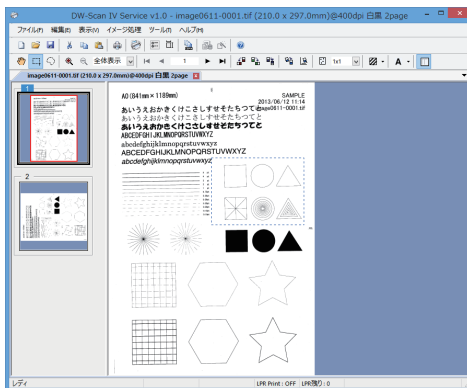 DW-Scan IV Service v1.0 - image0611-0001.tif (210.0 x 297.0mm)@400dpi 白黒 2page
ファイル(F) 編集(E) 表示(V) イメージ処理 ツール(T) ヘルプ(H)
全体表示 1 1x1 A
image0611-0001.tif (210.0 x 297.0mm)@400dpi 白黒 2page
1
2
A0(841mm×1189mm)
SAMPLE
2013/06/12 11:14
image0611-0001.tif
あいうえおかきくけこさしすせそたちつてと
あいうえおかきくけこさしすせそたちつてと
あいうえおかきくけこさしすせそたちつてと
ABCDEFGHIJKLMNOPQRSTUVWXYZ
abcdefghijklmnopqrstuvwxyz
ABCDEFGHIJKLMNOPQRSTUVWXYZ
abcdefghijklmnopqrstuvwxyz
レディ
LPR Print : OFF
LPR残り : 0